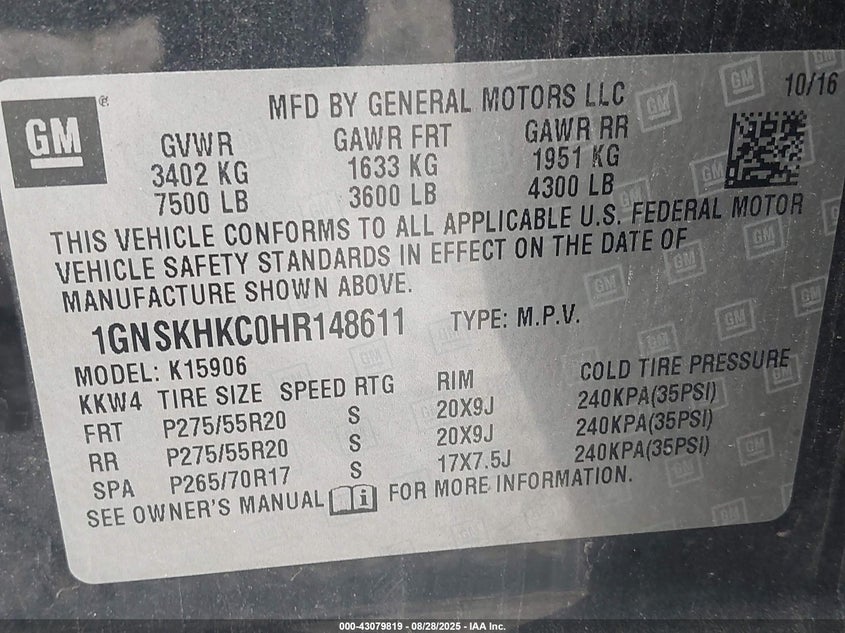 GM
®
MFD BY GENERAL MOTORS LLC
10/16
GVWR GAWR FRT GAWR RR
3402 KG 1633 KG 1951 KG
7500 LB 3600 LB 4300 LB
THIS VEHICLE CONFORMS TO ALL APPLICABLE U.S. FEDERAL MOTOR
VEHICLE SAFETY STANDARDS IN EFFECT ON THE DATE OF
MANUFACTURE SHOWN ABOVE.
1GNSKHKC0HR148611 TYPE: M.P.V.
MODEL: K15906
KKW4 TIRE SIZE SPEED RTG RIM COLD TIRE PRESSURE
FRT P275/55R20 S 20X9J 240KPA(35PSI)
RR P275/55R20 S 20X9J 240KPA(35PSI)
SPA P265/70R17 S 17X7.5J 240KPA(35PSI)
SEE OWNER'S MANUAL FOR MORE INFORMATION.
000-43079819 | 08/28/2025 - IAA Inc.